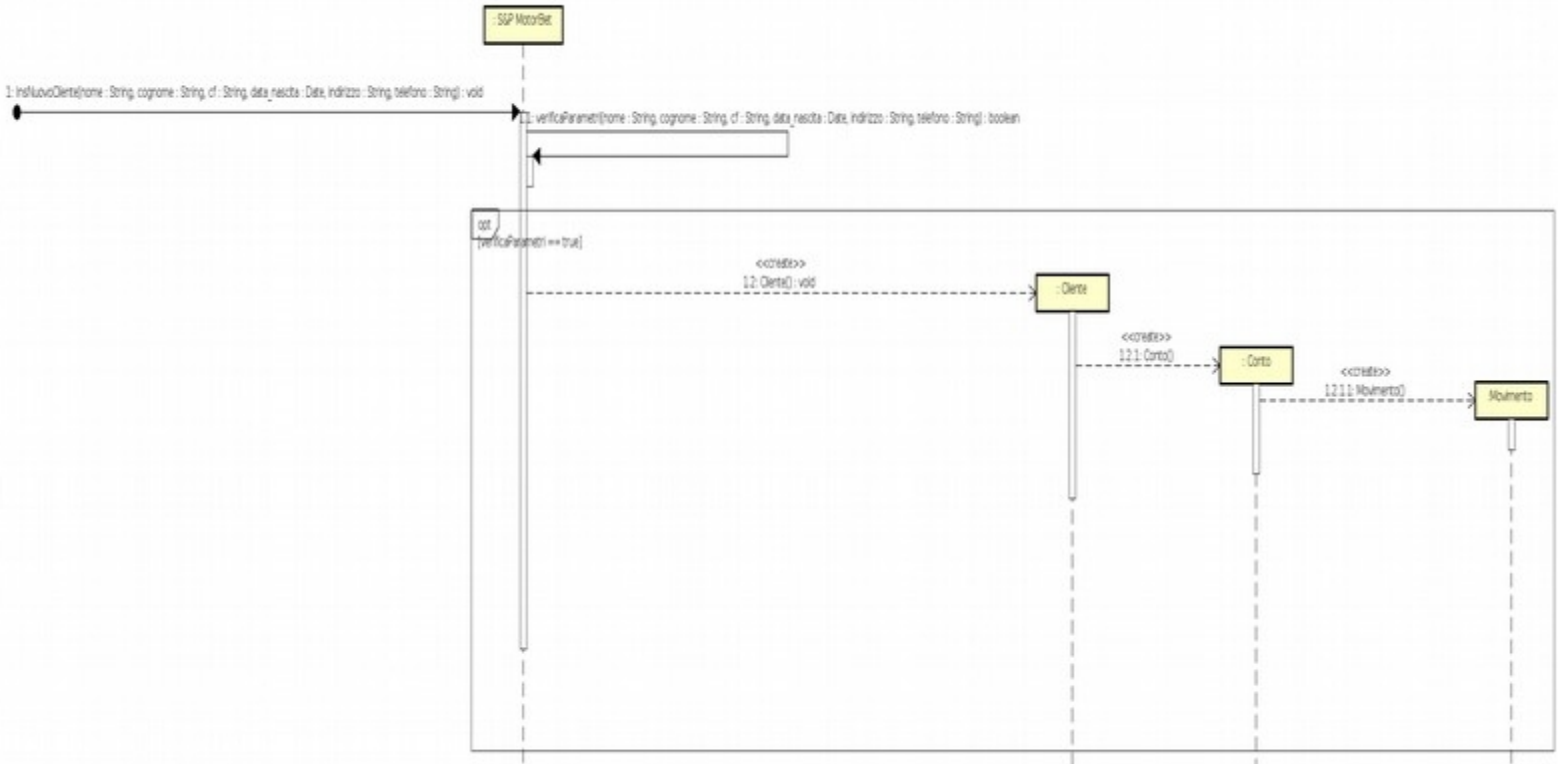 : S&P MotorBet
1: InsNuovoCliente(nome : String, cognome : String, cf : String, data_nascita : Date, indirizzo : String, telefono : String) : void
1.1: verificaParametri(nome : String, cognome : String, cf : String, data_nascita : Date, indirizzo : String, telefono : String) : boolean
opt
[verificaParametri == true]
<<create>>
1.2: Cliente() : void
: Cliente
<<create>>
1.2.1: Conto()
: Conto
<<create>>
1.2.1.1: Movimento()
:Movimento